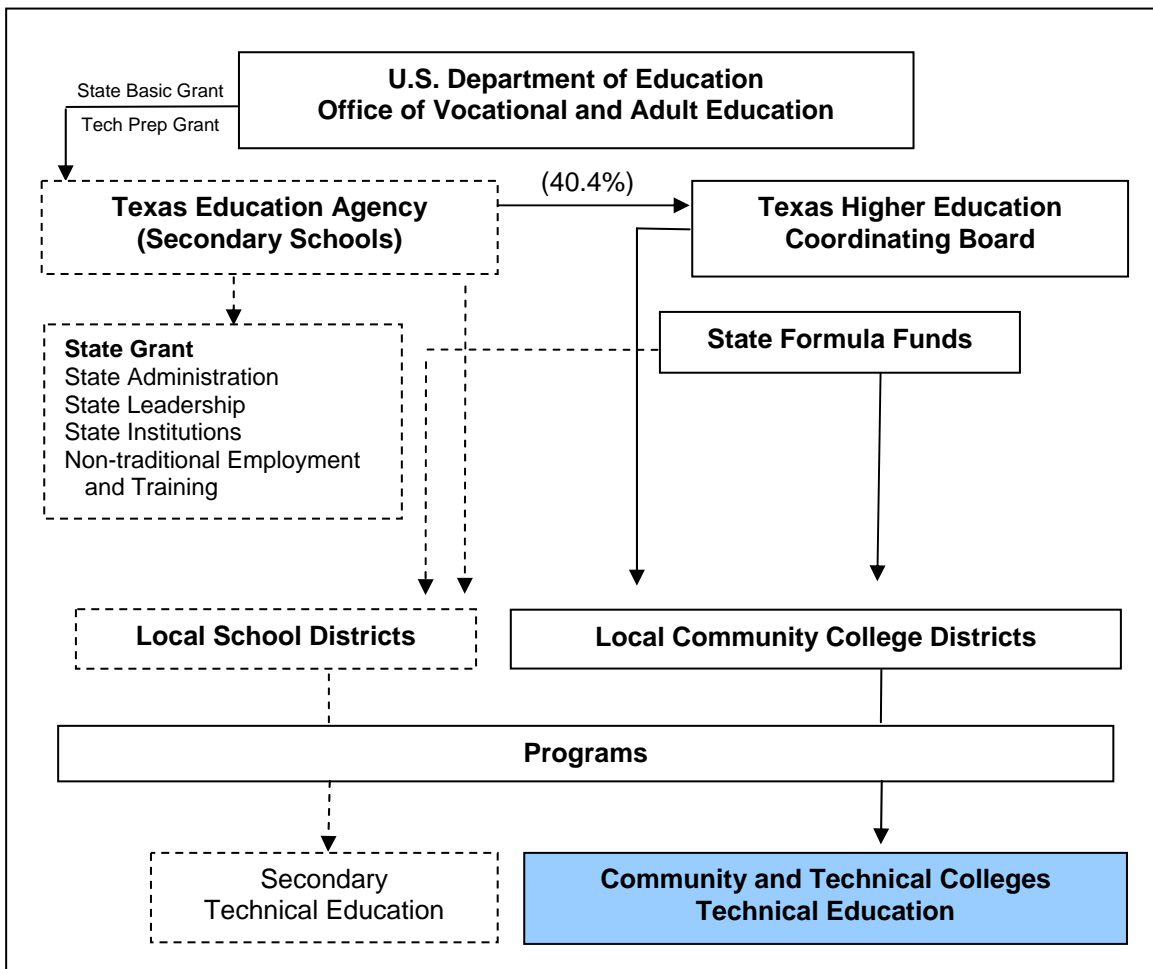 U.S. Department of Education
Office of Vocational and Adult Education
State Basic Grant
Tech Prep Grant
Texas Education Agency
(Secondary Schools)
(40.4%)
Texas Higher Education
Coordinating Board
State Grant
State Administration
State Leadership
State Institutions
Non-traditional Employment
and Training
State Formula Funds
Local School Districts
Local Community College Districts
Programs
Secondary
Technical Education
Community and Technical Colleges
Technical Education